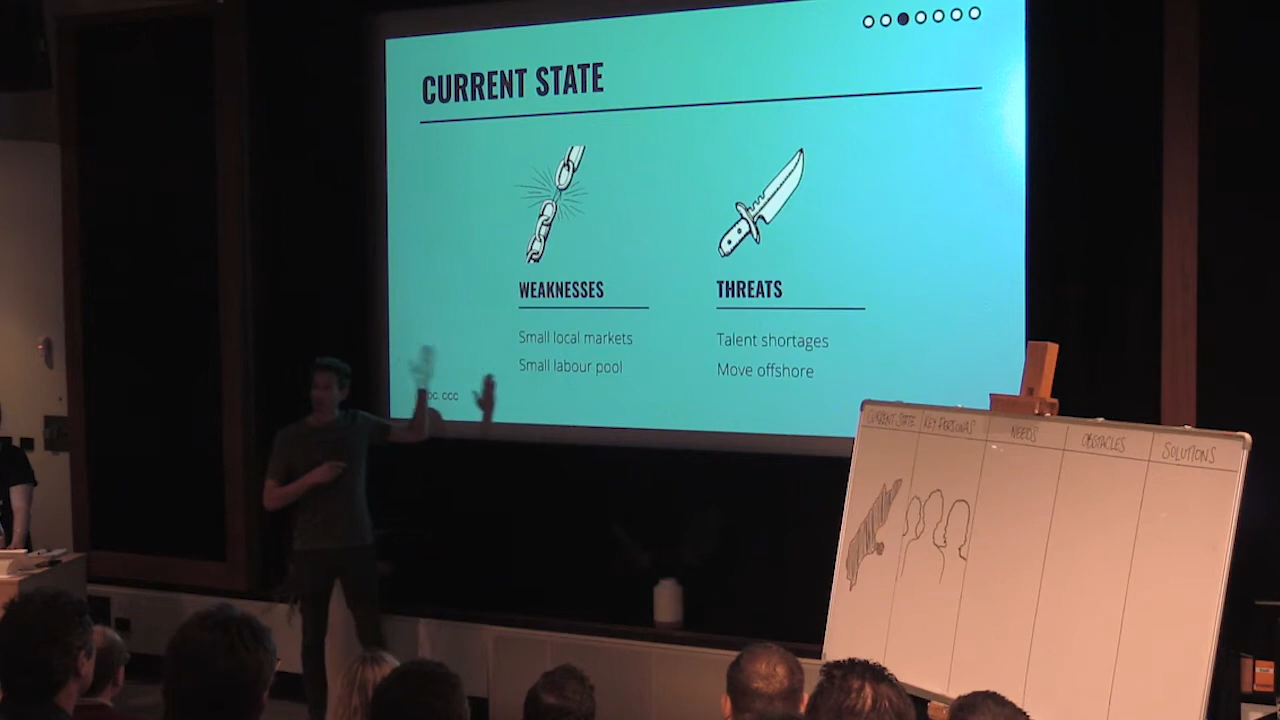 CURRENT STATE
WEAKNESSES
Small local markets
Small labour pool
THREATS
Talent shortages
Move offshore
CURRENT STATE
KEY PERSONAS
NEEDS
OBSTACLES
SOLUTIONS